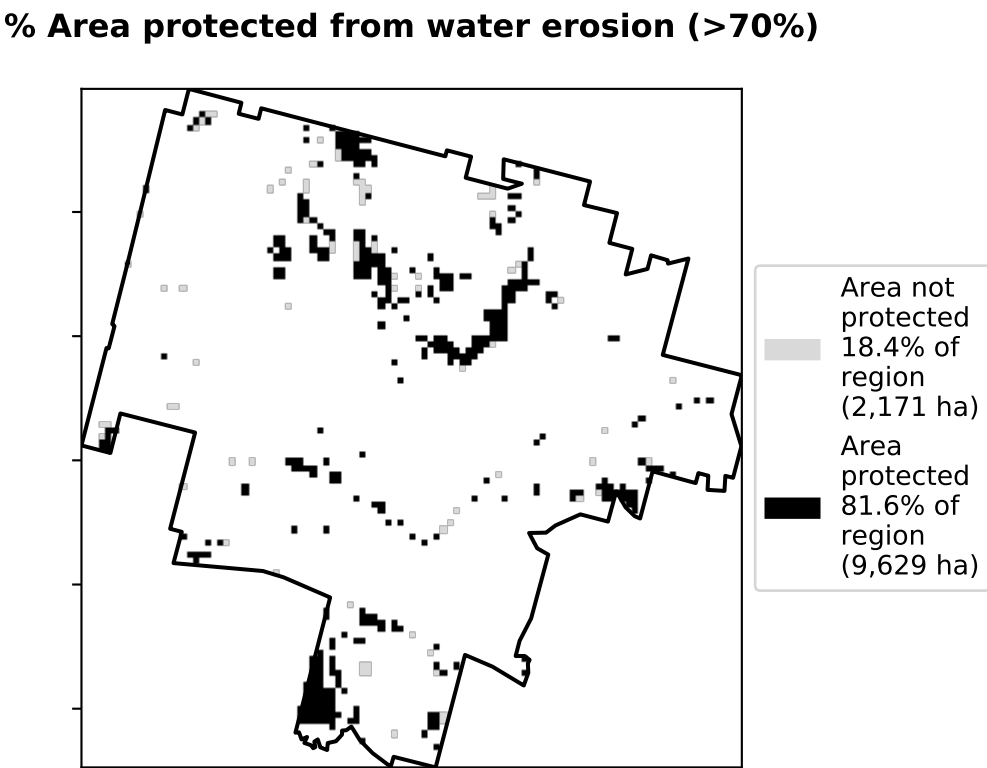 % Area protected from water erosion (>70%)
Area not
protected
18.4% of
region
(2,171 ha)
Area
protected
81.6% of
region
(9,629 ha)